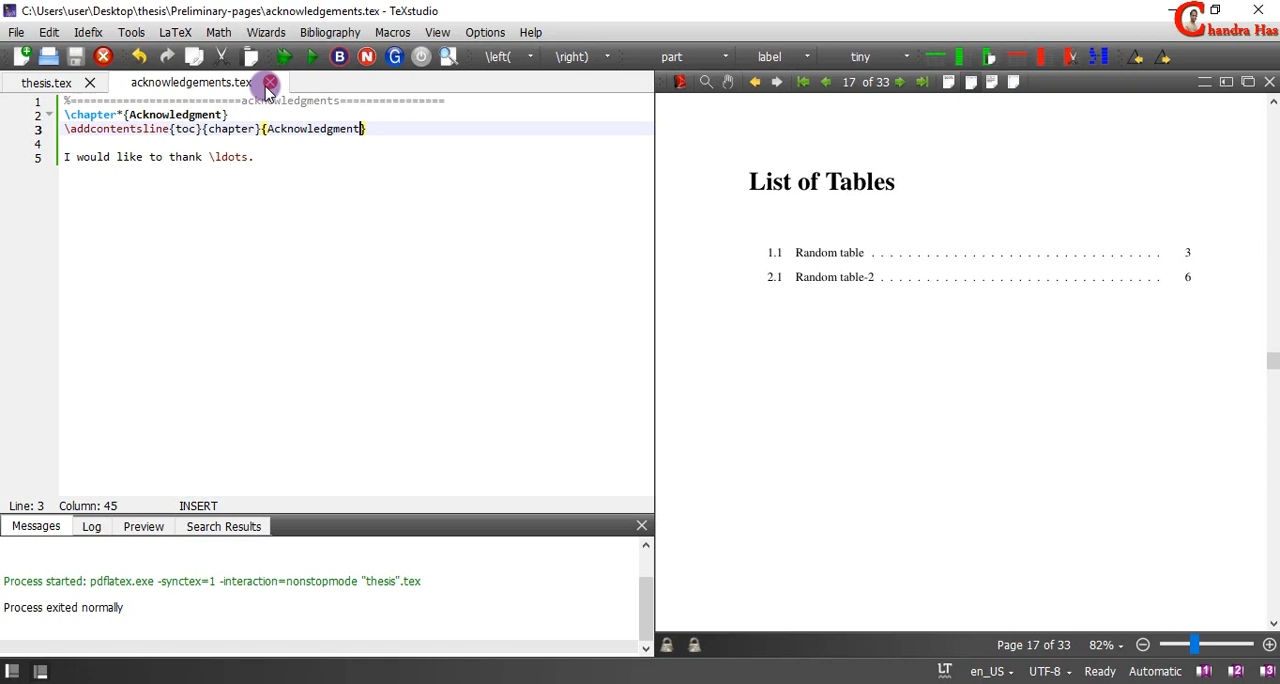 C:\Users\user\Desktop\thesis\Preliminary-pages\acknowledgements.tex - TeXstudio
Chandra Has
File Edit Idefix Tools LaTeX Math Wizards Bibliography Macros View Options Help
B N G \left( \right) part label tiny
thesis.tex acknowledgements.tex 17 of 33
1 %=========================acknowledgments================
2 \chapter*{Acknowledgment}
3 \addcontentsline{toc}{chapter}{Acknowledgment}
4
5 I would like to thank \ldots.
List of Tables
1.1 Random table . . . . . . . . . . . . . . . . . . . . . . . . . . . . . . 3
2.1 Random table-2 . . . . . . . . . . . . . . . . . . . . . . . . . . . . . 6
Line: 3 Column: 45 INSERT
Messages Log Preview Search Results
Process started: pdflatex.exe -synctex=1 -interaction=nonstopmode "thesis".tex
Process exited normally
Page 17 of 33 82%
LT en_US UTF-8 Ready Automatic 1 2 3